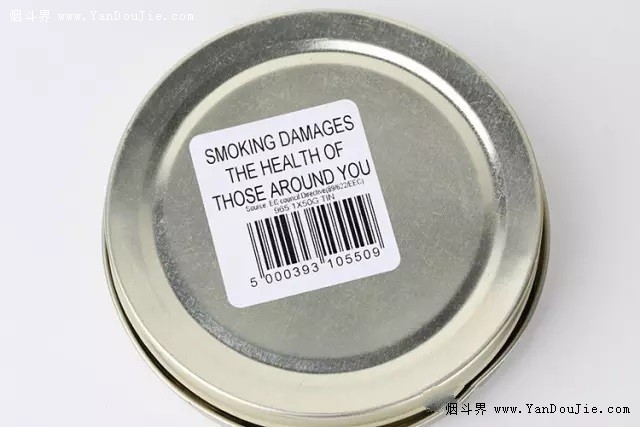 烟斗界 www.YanDouJie.com
SMOKING DAMAGES
THE HEALTH OF
THOSE AROUND YOU
Source: EC council Directive(89/622/EEC)
965 1X50G TIN
5 000393 105509
烟斗界 www.YanDouJie.com